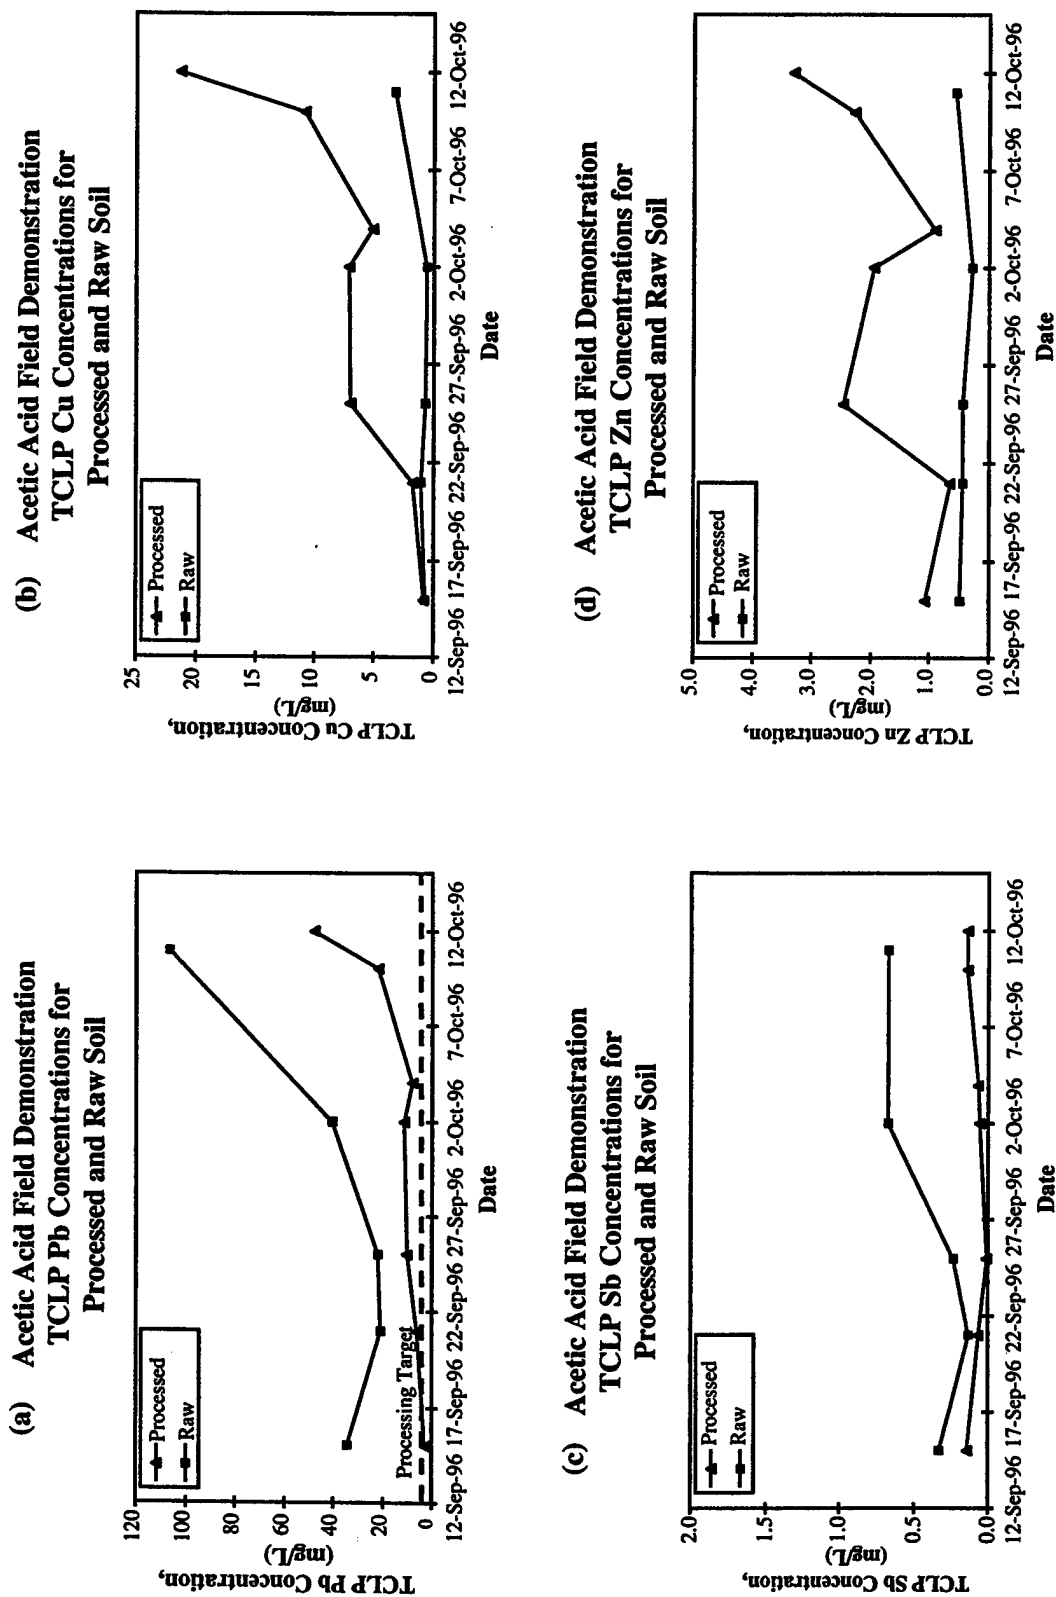 (a) Acetic Acid Field Demonstration
TCLP Pb Concentrations for
Processed and Raw Soil
Processed
Raw
120
100
80
60
40
20
0
TCLP Pb Concentration,
(mg/L)
Processing Target
12-Sep-96 17-Sep-96 22-Sep-96 27-Sep-96 2-Oct-96 7-Oct-96 12-Oct-96
Date
(b) Acetic Acid Field Demonstration
TCLP Cu Concentrations for
Processed and Raw Soil
Processed
Raw
25
20
15
10
5
0
TCLP Cu Concentration,
(mg/L)
12-Sep-96 17-Sep-96 22-Sep-96 27-Sep-96 2-Oct-96 7-Oct-96 12-Oct-96
Date
(c) Acetic Acid Field Demonstration
TCLP Sb Concentrations for
Processed and Raw Soil
Processed
Raw
2.0
1.5
1.0
0.5
0.0
TCLP Sb Concentration,
(mg/L)
12-Sep-96 17-Sep-96 22-Sep-96 27-Sep-96 2-Oct-96 7-Oct-96 12-Oct-96
Date
(d) Acetic Acid Field Demonstration
TCLP Zn Concentrations for
Processed and Raw Soil
Processed
Raw
5.0
4.0
3.0
2.0
1.0
0.0
TCLP Zn Concentration,
(mg/L)
12-Sep-96 17-Sep-96 22-Sep-96 27-Sep-96 2-Oct-96 7-Oct-96 12-Oct-96
Date